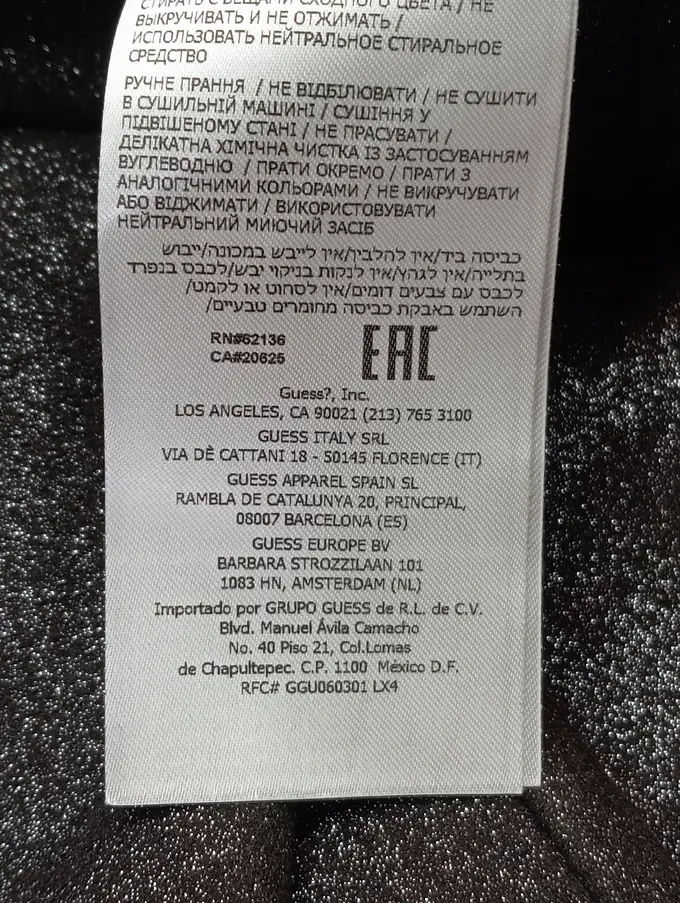 СТИРАТЬ С ВЕЩАМИ СХОДНОГО ЦВЕТА / НЕ
ВЫКРУЧИВАТЬ И НЕ ОТЖИМАТЬ /
ИСПОЛЬЗОВАТЬ НЕЙТРАЛЬНОЕ СТИРАЛЬНОЕ
СРЕДСТВО
РУЧНЕ ПРАННЯ / НЕ ВІДБІЛЮВАТИ / НЕ СУШИТИ
В СУШИЛЬНІЙ МАШИНІ / СУШІННЯ У
ПІДВІШЕНОМУ СТАНІ / НЕ ПРАСУВАТИ /
ДЕЛІКАТНА ХІМІЧНА ЧИСТКА ІЗ ЗАСТОСУВАННЯМ
ВУГЛЕВОДНЮ / ПРАТИ ОКРЕМО / ПРАТИ З
АНАЛОГІЧНИМИ КОЛЬОРАМИ / НЕ ВИКРУЧУВАТИ
АБО ВІДЖИМАТИ / ВИКОРИСТОВУВАТИ
НЕЙТРАЛЬНИЙ МИЮЧИЙ ЗАСІБ
כביסה ביד/אין להלבין/אין לייבש במכונה/ייבוש
בתלייה/אין לגהץ/אין לנקות בניקוי יבש/לכבס בנפרד
לכבס עם צבעים דומים/אין לסחוט או לקמט/
השתמש באבקת כביסה מחומרים טבעיים/
RN#62136
CA#20625
EAC
Guess?, Inc.
LOS ANGELES, CA 90021 (213) 765 3100
GUESS ITALY SRL
VIA DÈ CATTANI 18 - 50145 FLORENCE (IT)
GUESS APPAREL SPAIN SL
RAMBLA DE CATALUNYA 20, PRINCIPAL,
08007 BARCELONA (ES)
GUESS EUROPE BV
BARBARA STROZZILAAN 101
1083 HN, AMSTERDAM (NL)
Importado por GRUPO GUESS de R.L. de C.V.
Blvd. Manuel Ávila Camacho
No. 40 Piso 21, Col.Lomas
de Chapultepec. C.P. 1100 México D.F.
RFC# GGU060301 LX4